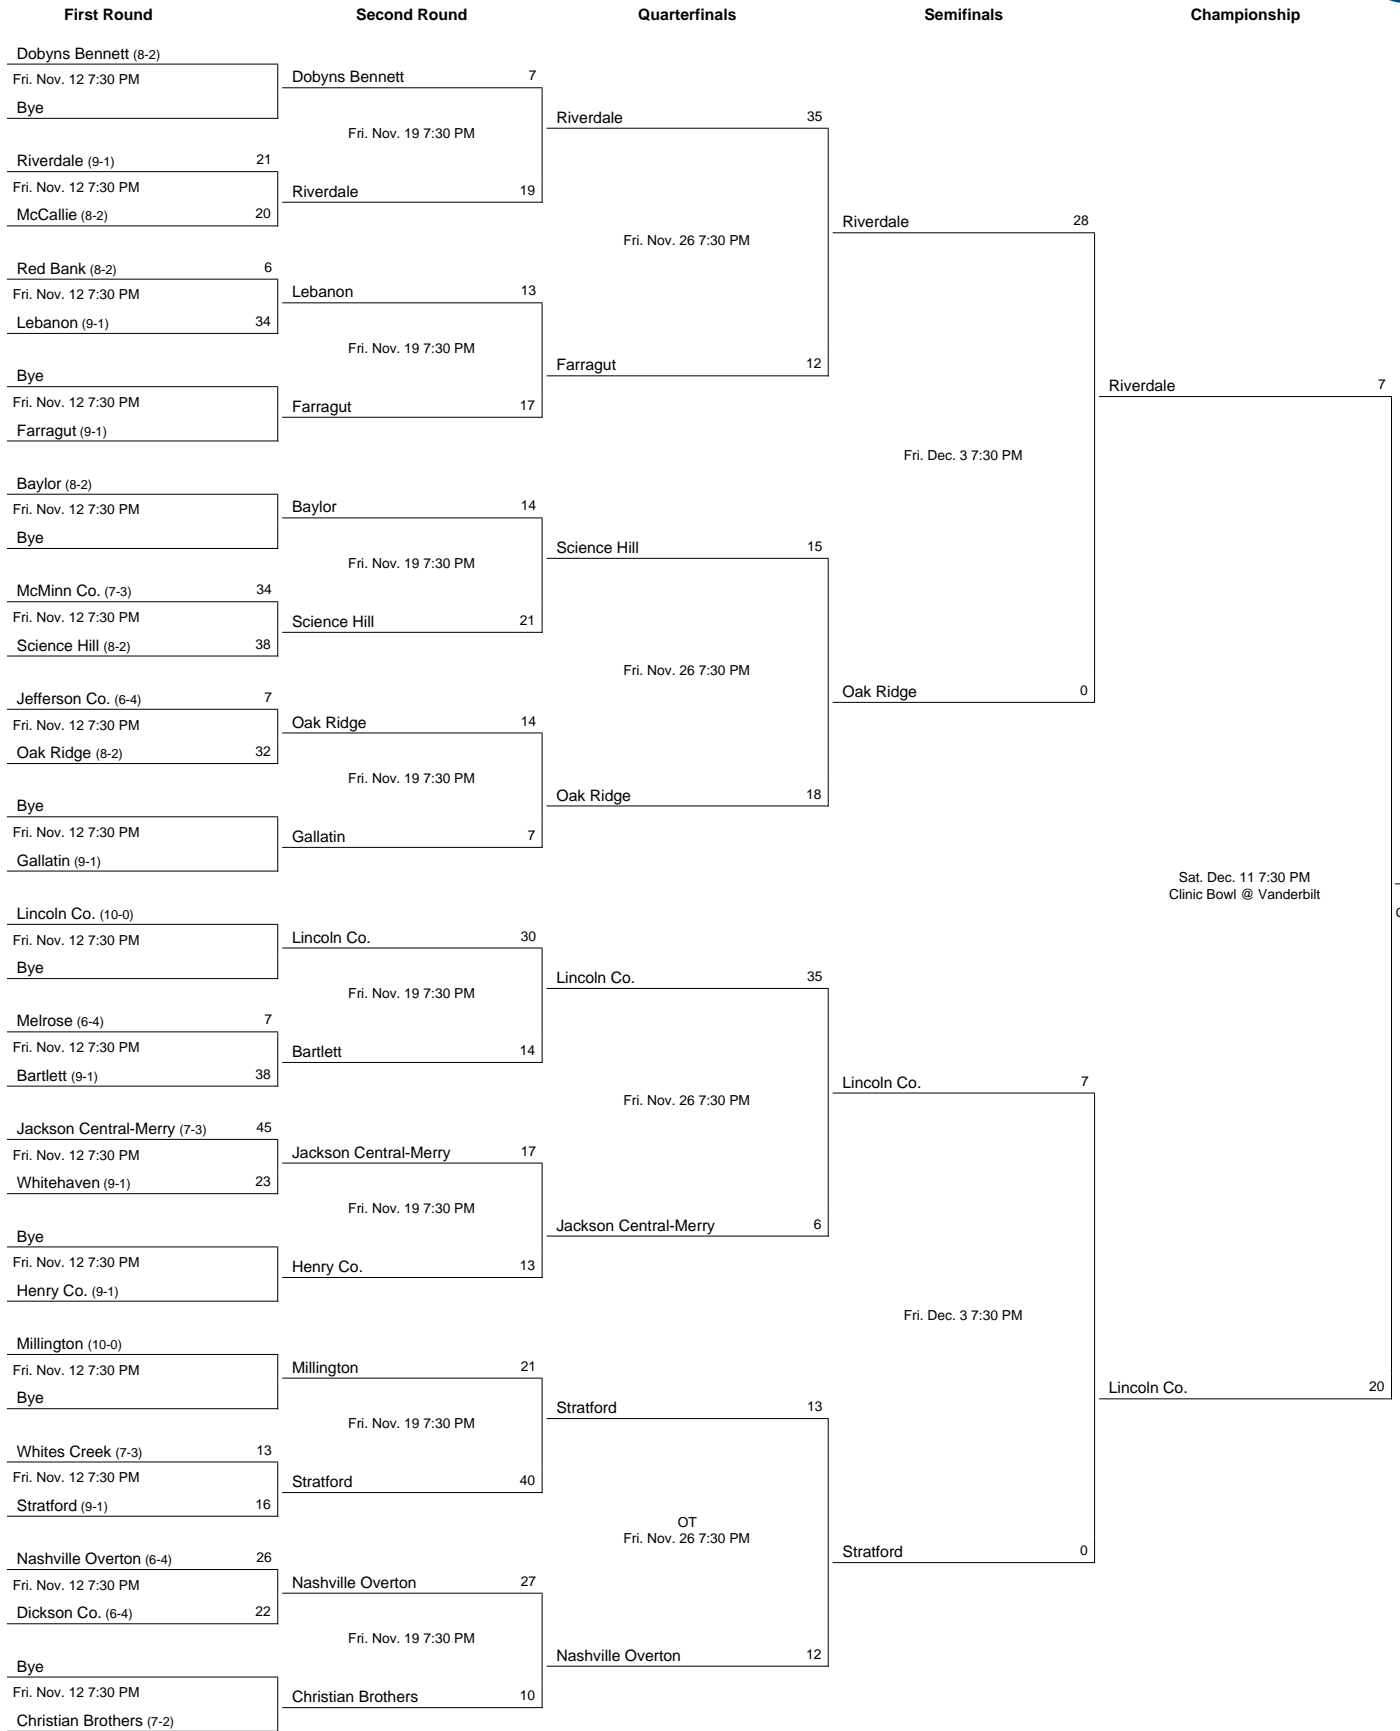 First Round
Second Round
Quarterfinals
Semifinals
Championship
Dobyns Bennett (8-2)
Fri. Nov. 12 7:30 PM
Bye
Riverdale (9-1) 21
Fri. Nov. 12 7:30 PM
McCallie (8-2) 20
Red Bank (8-2) 6
Fri. Nov. 12 7:30 PM
Lebanon (9-1) 34
Bye
Fri. Nov. 12 7:30 PM
Farragut (9-1)
Baylor (8-2)
Fri. Nov. 12 7:30 PM
Bye
McMinn Co. (7-3) 34
Fri. Nov. 12 7:30 PM
Science Hill (8-2) 38
Jefferson Co. (6-4) 7
Fri. Nov. 12 7:30 PM
Oak Ridge (8-2) 32
Bye
Fri. Nov. 12 7:30 PM
Gallatin (9-1)
Lincoln Co. (10-0)
Fri. Nov. 12 7:30 PM
Bye
Melrose (6-4) 7
Fri. Nov. 12 7:30 PM
Bartlett (9-1) 38
Jackson Central-Merry (7-3) 45
Fri. Nov. 12 7:30 PM
Whitehaven (9-1) 23
Bye
Fri. Nov. 12 7:30 PM
Henry Co. (9-1)
Millington (10-0)
Fri. Nov. 12 7:30 PM
Bye
Whites Creek (7-3) 13
Fri. Nov. 12 7:30 PM
Stratford (9-1) 16
Nashville Overton (6-4) 26
Fri. Nov. 12 7:30 PM
Dickson Co. (6-4) 22
Bye
Fri. Nov. 12 7:30 PM
Christian Brothers (7-2)
Dobyns Bennett 7
Fri. Nov. 19 7:30 PM
Riverdale 19
Lebanon 13
Fri. Nov. 19 7:30 PM
Farragut 17
Baylor 14
Fri. Nov. 19 7:30 PM
Science Hill 21
Oak Ridge 14
Fri. Nov. 19 7:30 PM
Gallatin 7
Lincoln Co. 30
Fri. Nov. 19 7:30 PM
Bartlett 14
Jackson Central-Merry 17
Fri. Nov. 19 7:30 PM
Henry Co. 13
Millington 21
Fri. Nov. 19 7:30 PM
Stratford 40
Nashville Overton 27
Fri. Nov. 19 7:30 PM
Christian Brothers 10
Riverdale 35
Fri. Nov. 26 7:30 PM
Farragut 12
Science Hill 15
Fri. Nov. 26 7:30 PM
Oak Ridge 18
Lincoln Co. 35
Fri. Nov. 26 7:30 PM
Jackson Central-Merry 6
Stratford 13
OT
Fri. Nov. 26 7:30 PM
Nashville Overton 12
Riverdale 28
Fri. Dec. 3 7:30 PM
Oak Ridge 0
Lincoln Co. 7
Fri. Dec. 3 7:30 PM
Stratford 0
Riverdale 7
Sat. Dec. 11 7:30 PM
Clinic Bowl @ Vanderbilt
Lincoln Co. 20